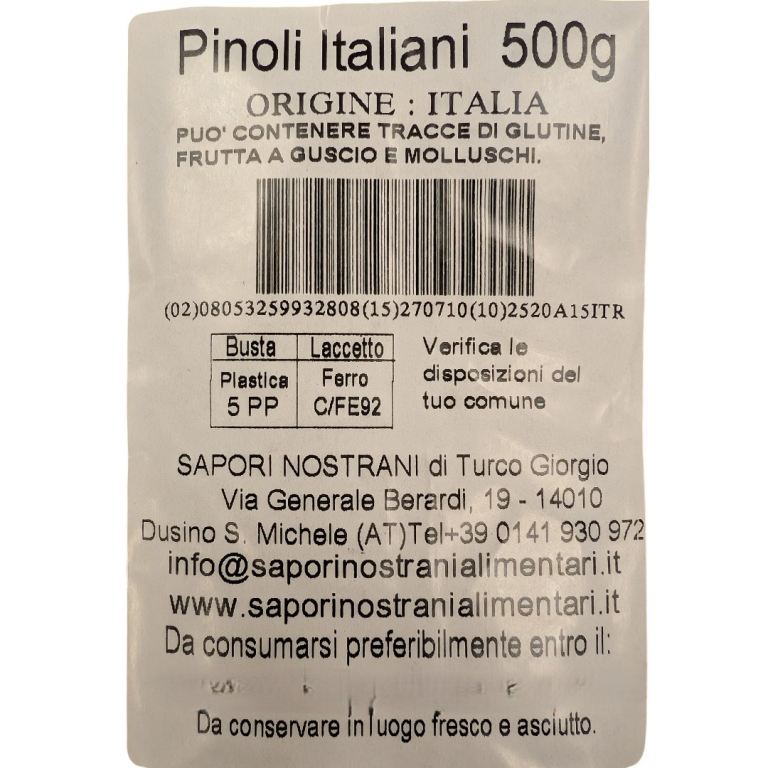 Pinoli Italiani 500g
ORIGINE : ITALIA
PUO' CONTENERE TRACCE DI GLUTINE,
FRUTTA A GUSCIO E MOLLUSCHI.
(02)08053259932808(15)270710(10)2520A15ITR
Busta Laccetto
Plastica Ferro
5 PP C/FE92
Verifica le
disposizioni del
tuo comune
SAPORI NOSTRANI di Turco Giorgio
Via Generale Berardi, 19 - 14010
Dusino S. Michele (AT)Tel+39 0141 930 972
info@saporinostranialimentari.it
www.saporinostranialimentari.it
Da consumarsi preferibilmente entro il:
Da conservare in luogo fresco e asciutto.